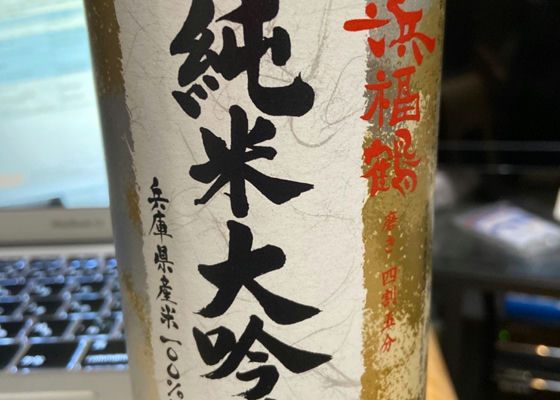 浜福鶴
磨き 四割五分
純米大吟
兵庫県産米100%